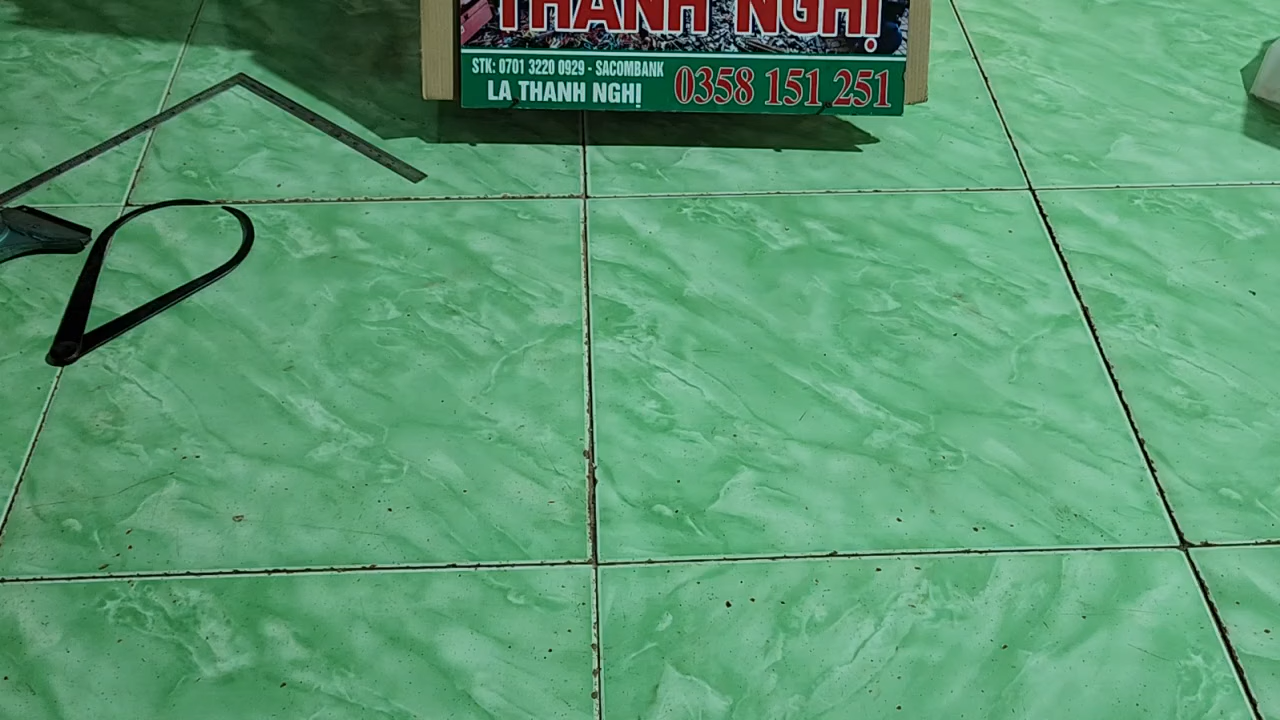 THANH NGHỊ
STK: 0701 3220 0929 - SACOMBANK
LA THANH NGHỊ
0358 151 251